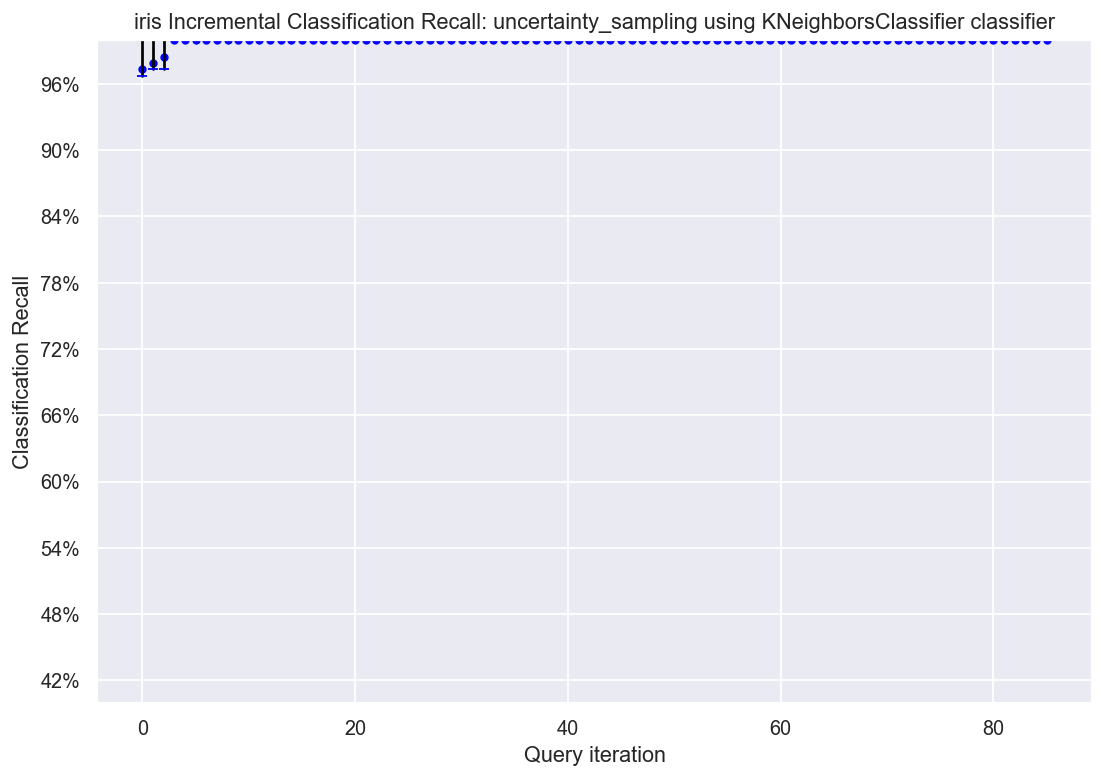 iris Incremental Classification Recall: uncertainty_sampling using KNeighborsClassifier classifier
96%
90%
84%
78%
72%
66%
60%
54%
48%
42%
Classification Recall
0 20 40 60 80
Query iteration